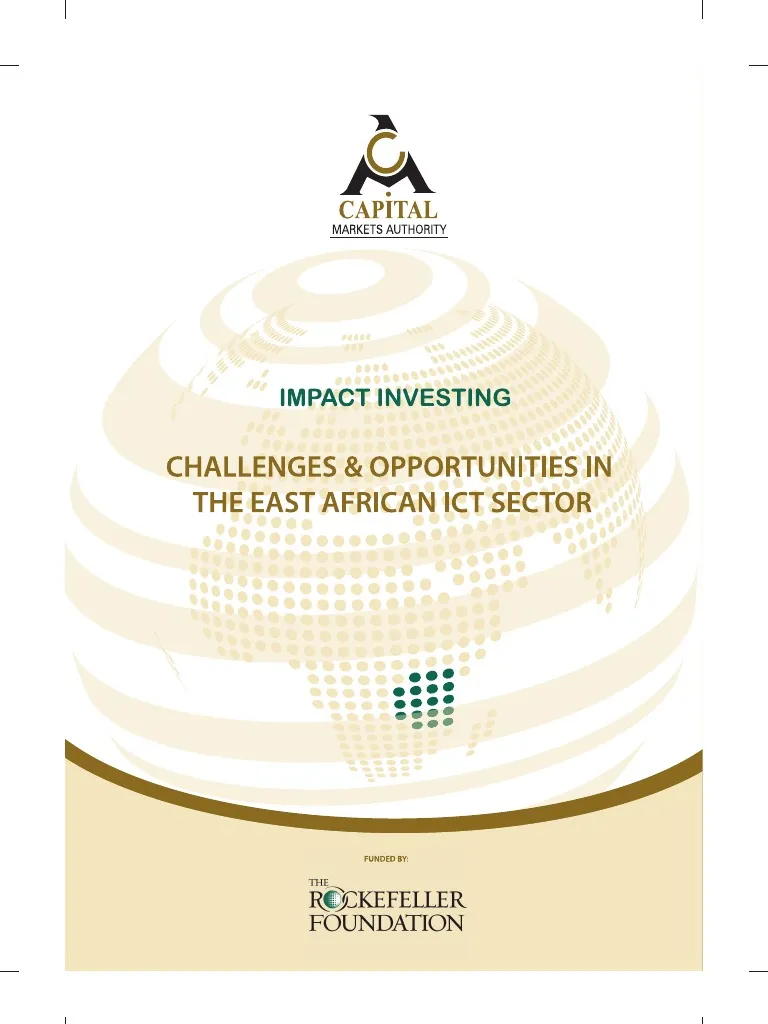 CAPITAL
MARKETS AUTHORITY
IMPACT INVESTING
CHALLENGES & OPPORTUNITIES IN
THE EAST AFRICAN ICT SECTOR
FUNDED BY:
THE
ROCKEFELLER
FOUNDATION